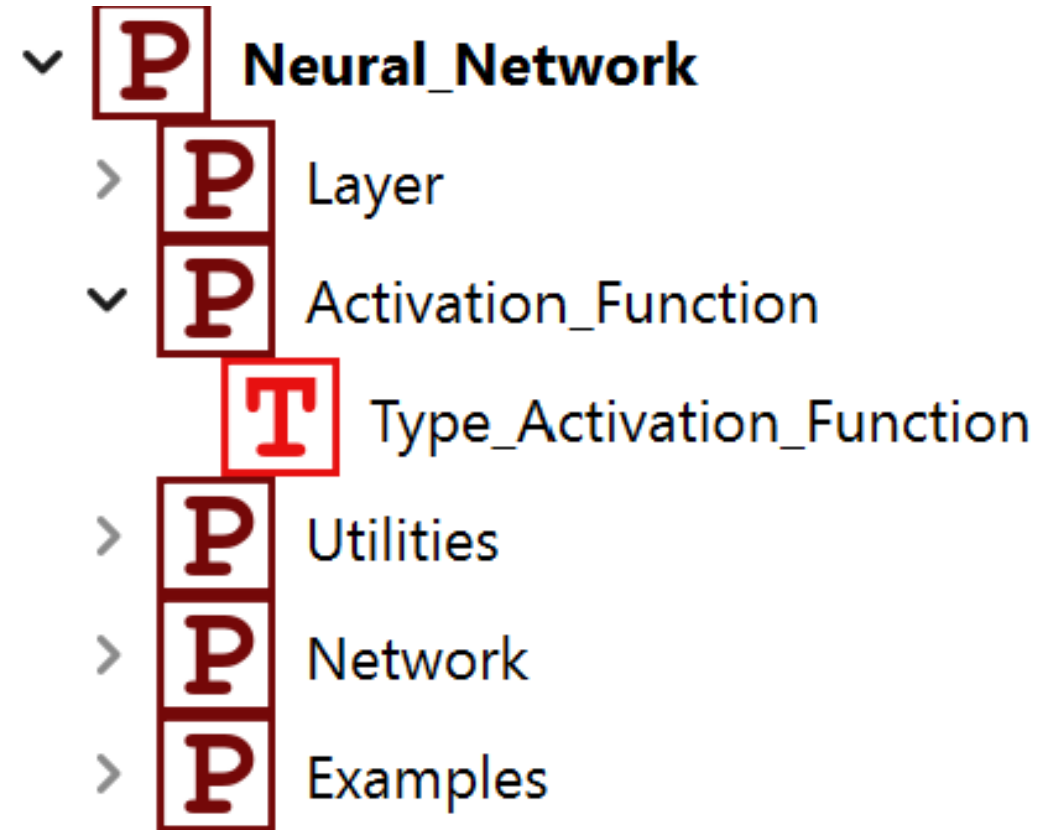 P Neural_Network
P Layer
P Activation_Function
T Type_Activation_Function
P Utilities
P Network
P Examples